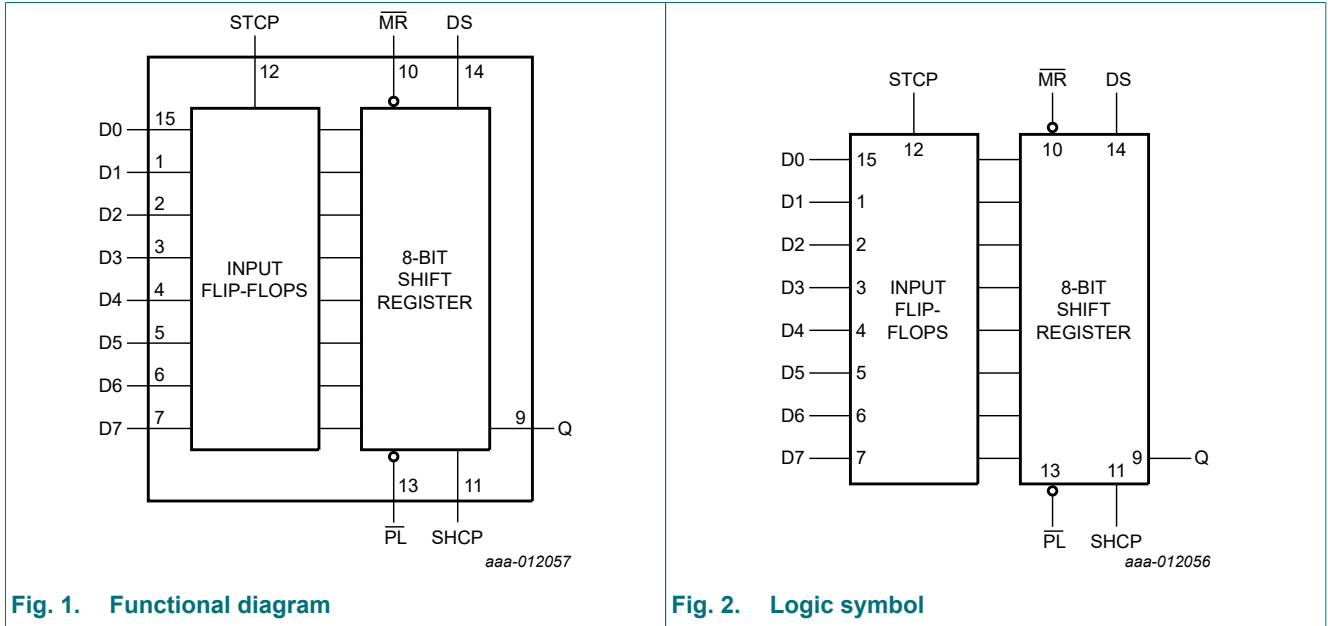 STCP M̅R̅ DS
12 10 14
D0 15
D1 1
D2 2
D3 3
D4 4
D5 5
D6 6
D7 7
INPUT
FLIP-FLOPS
8-BIT
SHIFT
REGISTER
9 Q
13 11
P̅L̅ SHCP
aaa-012057
Fig. 1. Functional diagram
STCP M̅R̅ DS
12 10 14
D0 15
D1 1
D2 2
D3 3
D4 4
D5 5
D6 6
D7 7
INPUT
FLIP-
FLOPS
8-BIT
SHIFT
REGISTER
9 Q
13 11
P̅L̅ SHCP
aaa-012056
Fig. 2. Logic symbol